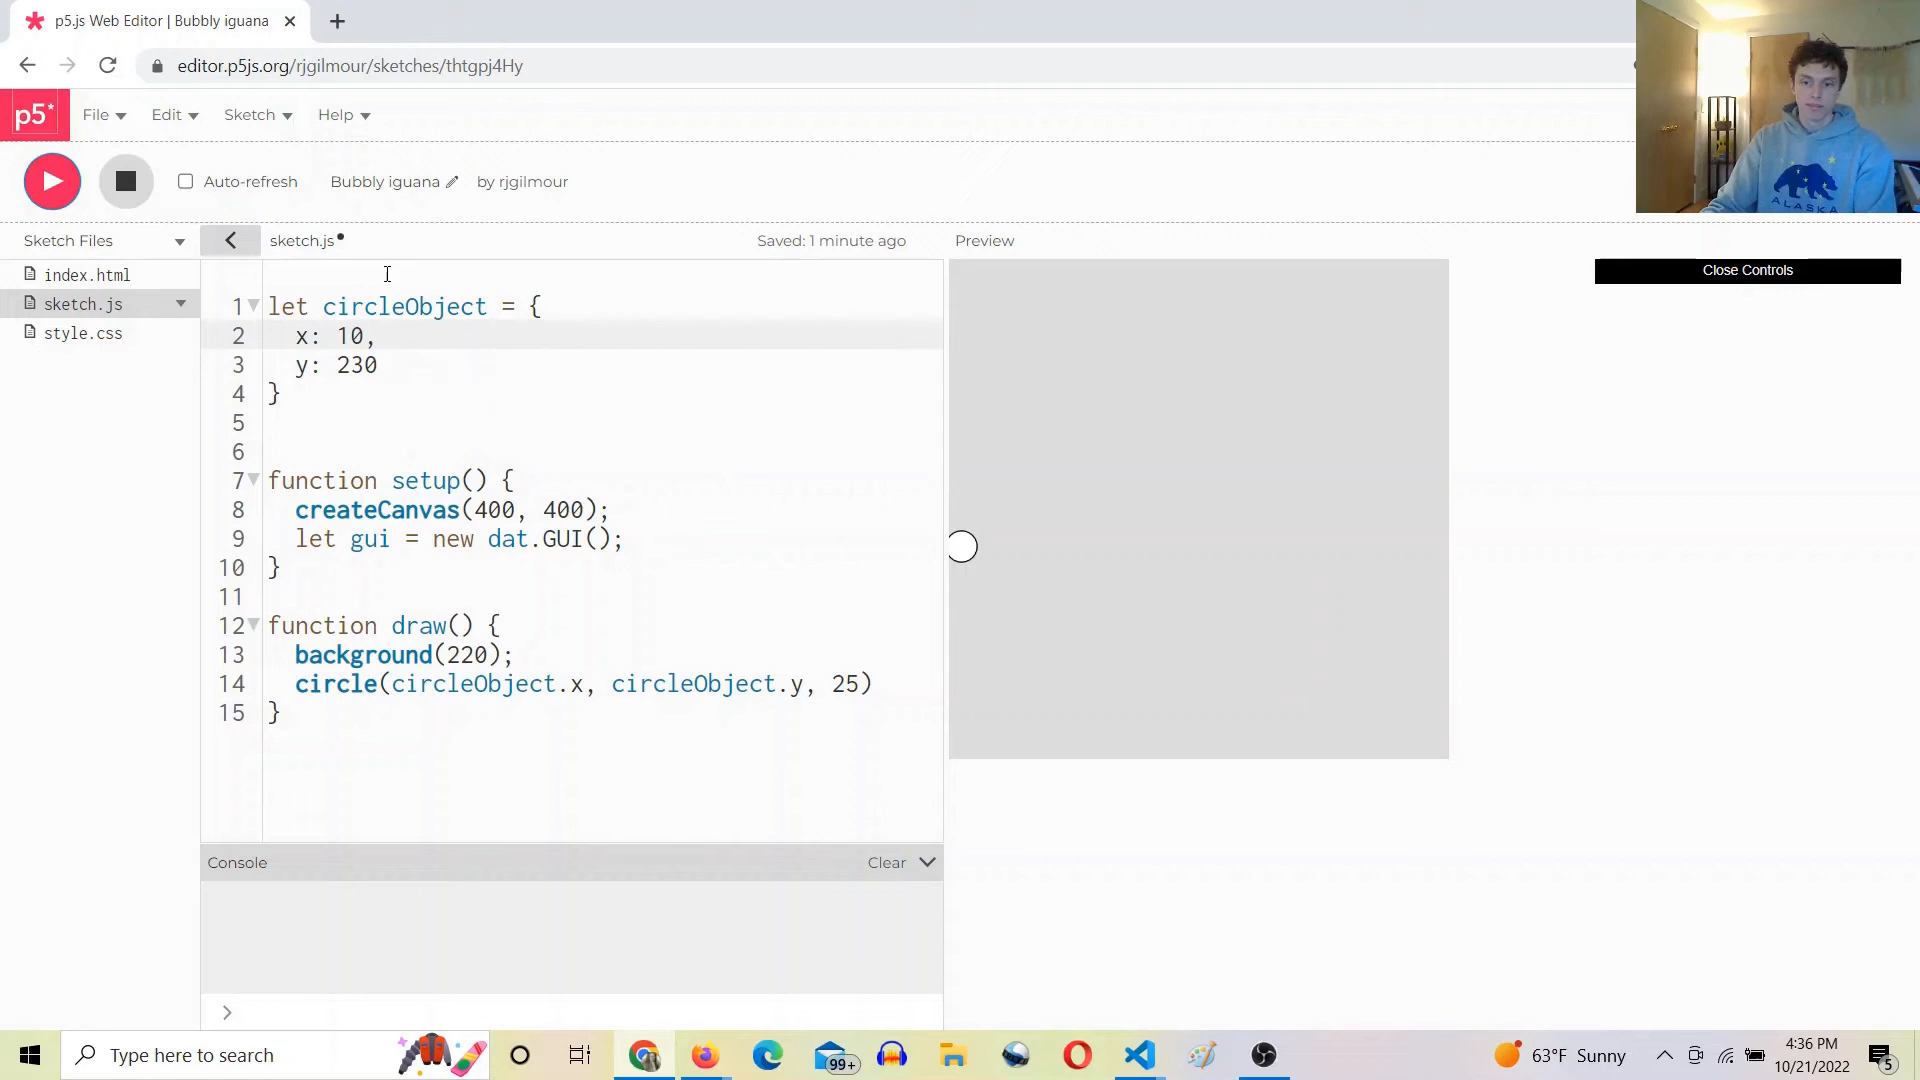 p5.js Web Editor | Bubbly iguana
editor.p5js.org/rjgilmour/sketches/thtgpj4Hy
p5* File Edit Sketch Help
Auto-refresh Bubbly iguana by rjgilmour
Sketch Files sketch.js Saved: 1 minute ago Preview
index.html
sketch.js
style.css
Close Controls
1 let circleObject = {
2 x: 10,
3 y: 230
4 }
5
6
7 function setup() {
8 createCanvas(400, 400);
9 let gui = new dat.GUI();
10 }
11
12 function draw() {
13 background(220);
14 circle(circleObject.x, circleObject.y, 25)
15 }
Console Clear
>
ALASKA
Type here to search
99+
63°F Sunny
4:36 PM
10/21/2022
5